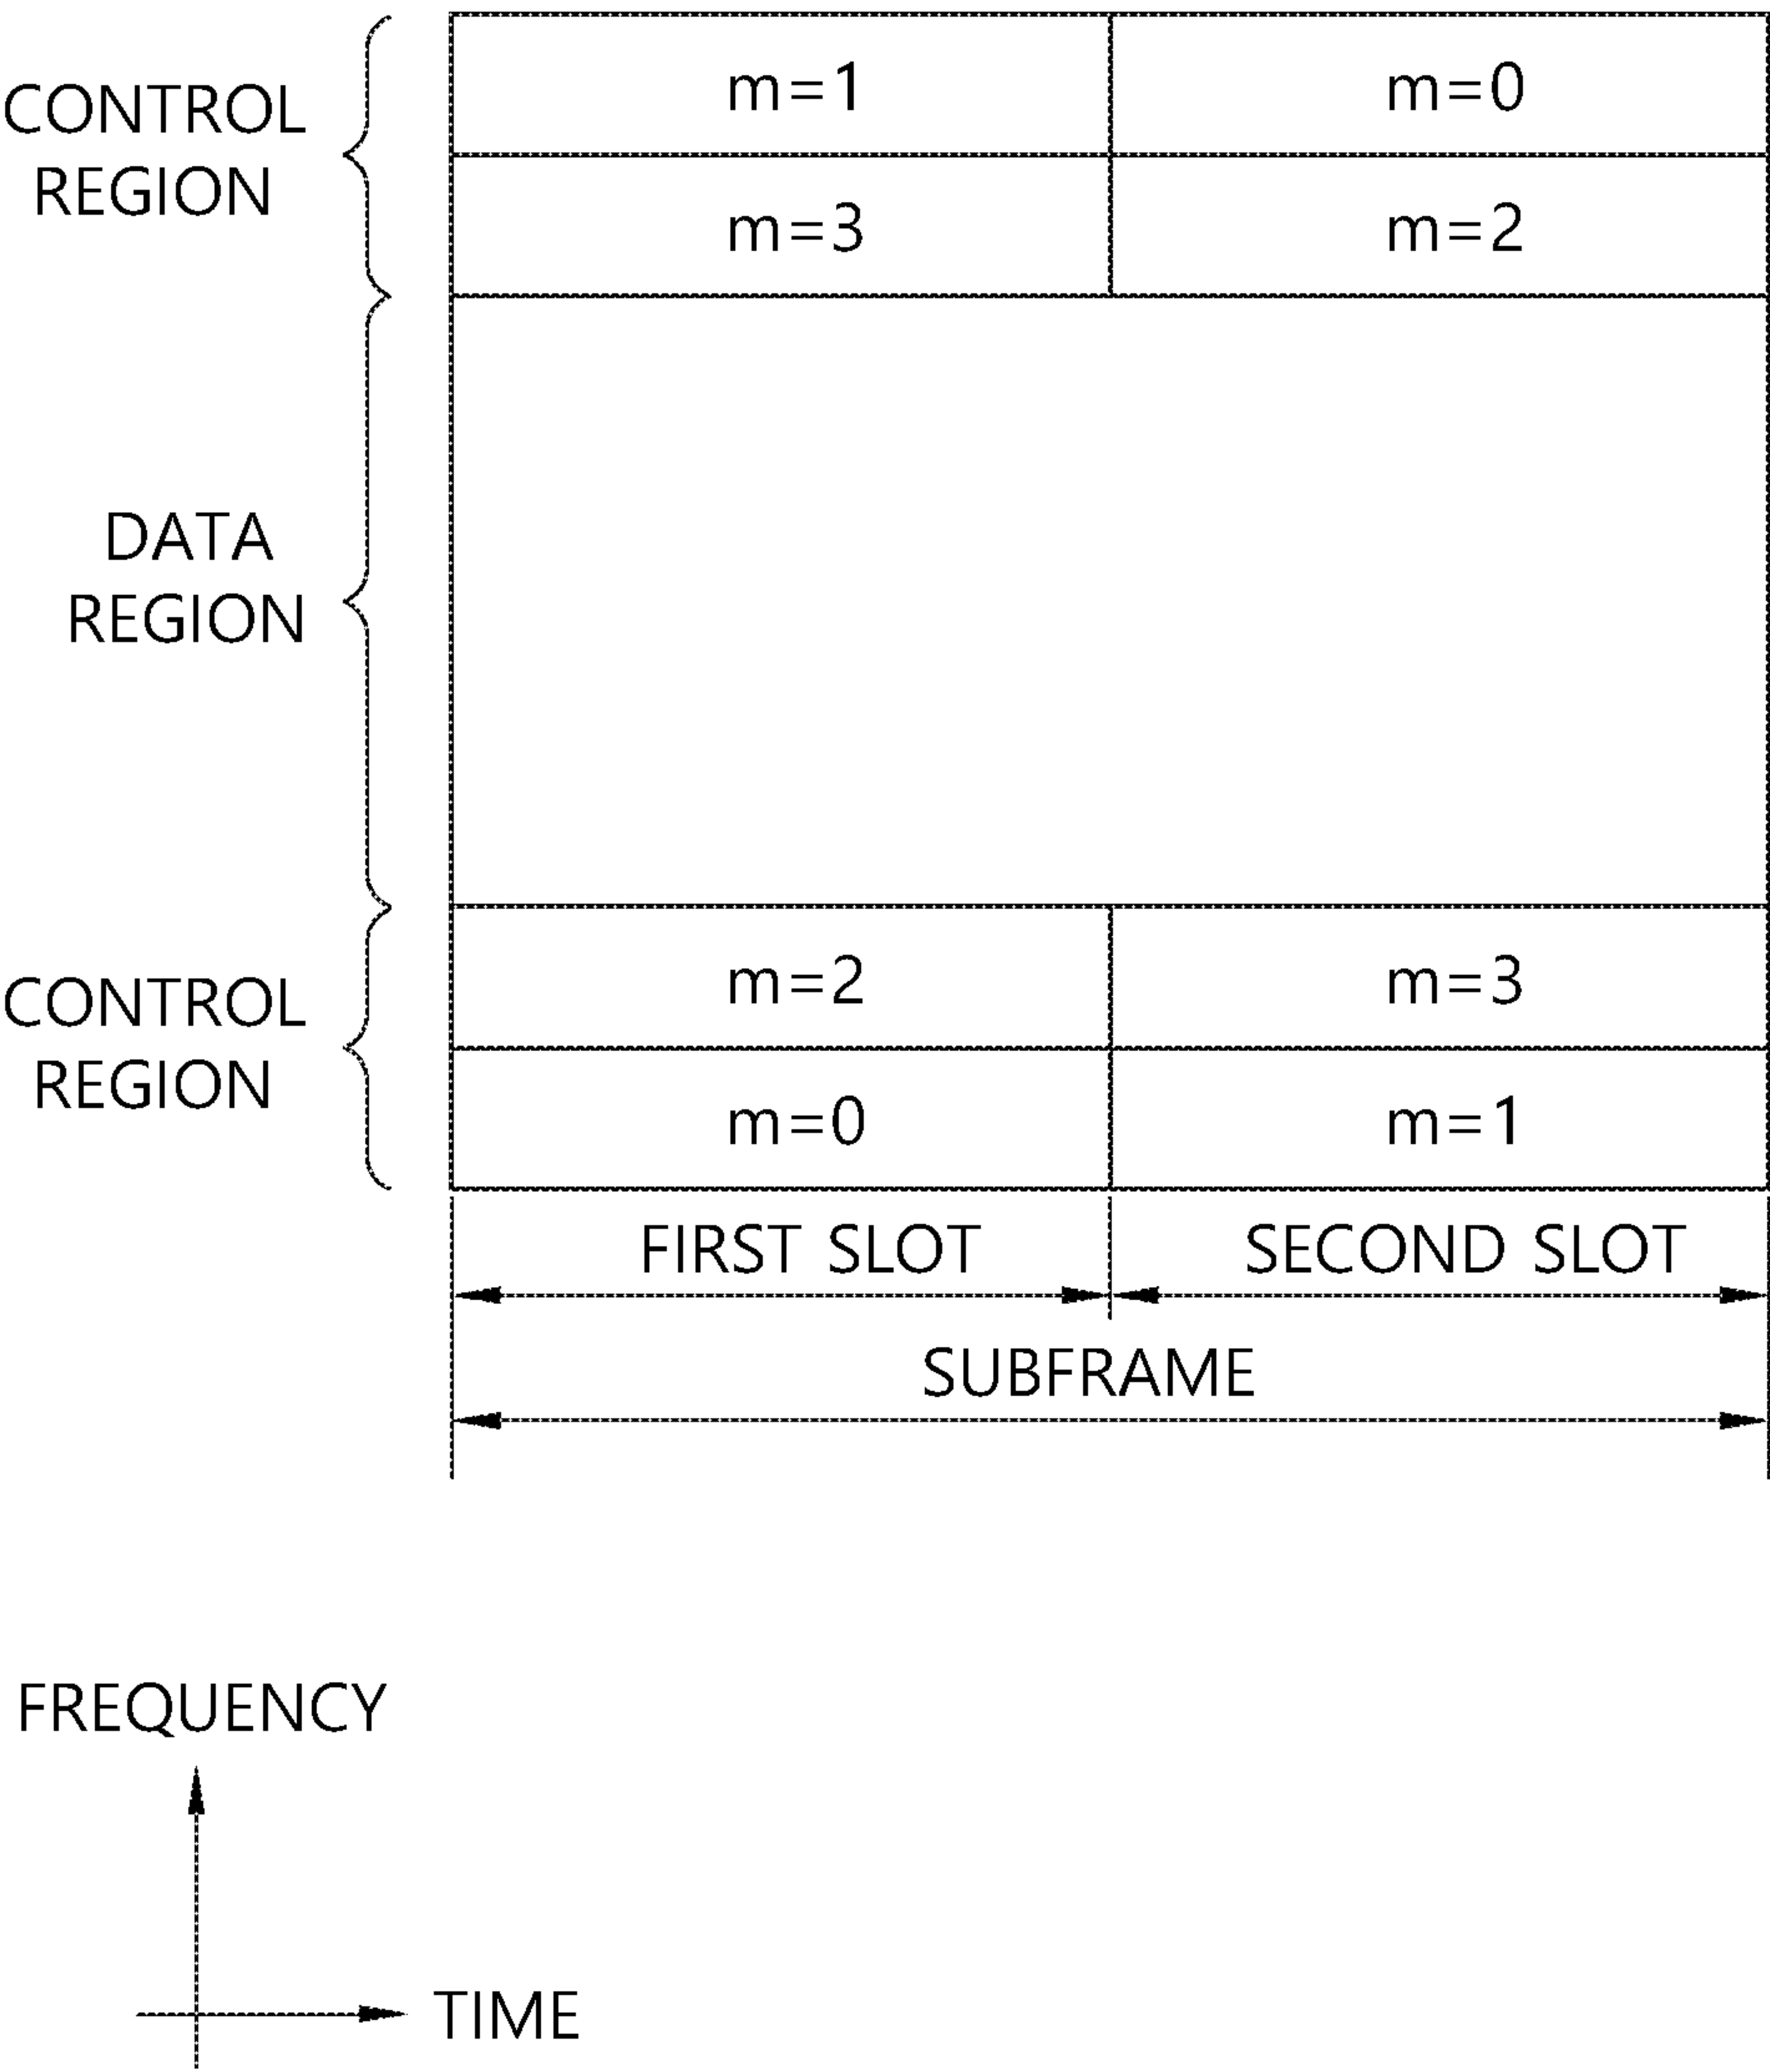 CONTROL
REGION
m=1
m=0
m=3
m=2
DATA
REGION
CONTROL
REGION
m=2
m=3
m=0
m=1
FIRST SLOT
SECOND SLOT
SUBFRAME
FREQUENCY
TIME